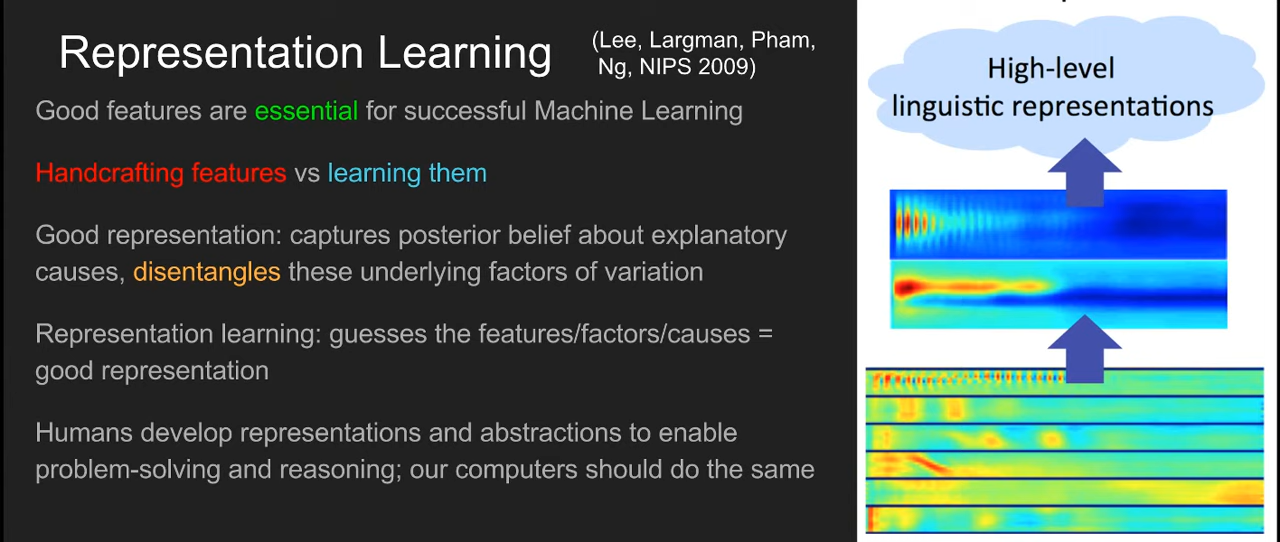 Representation Learning
(Lee, Largman, Pham,
Ng, NIPS 2009)
Good features are essential for successful Machine Learning
Handcrafting features vs learning them
Good representation: captures posterior belief about explanatory
causes, disentangles these underlying factors of variation
Representation learning: guesses the features/factors/causes =
good representation
Humans develop representations and abstractions to enable
problem-solving and reasoning; our computers should do the same
High-level
linguistic representations